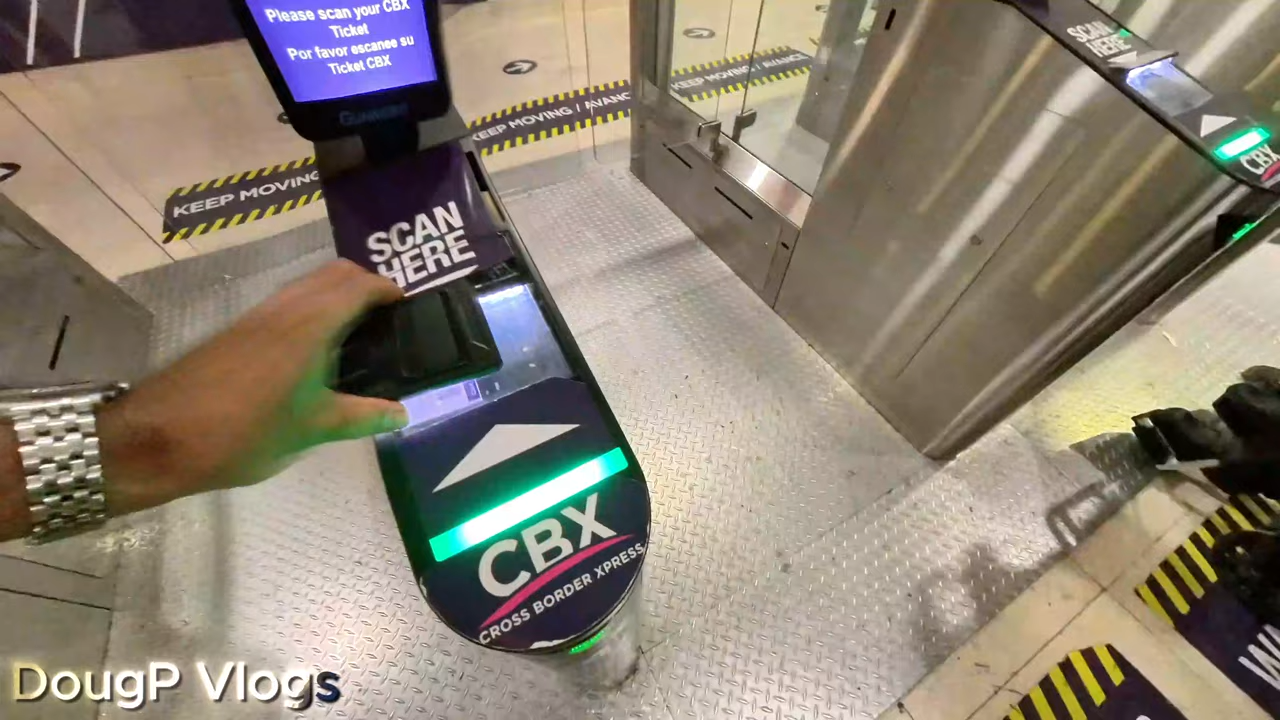 Please scan your CBX
Ticket
Por favor escanee su
Ticket CBX
KEEP MOVING
KEEP MOVING / AVANC
KEEP MOVING / AVANCE
SCAN
HERE
SCAN
HERE
CBX
CBX
CROSS BORDER XPRESS
DougP Vlogs